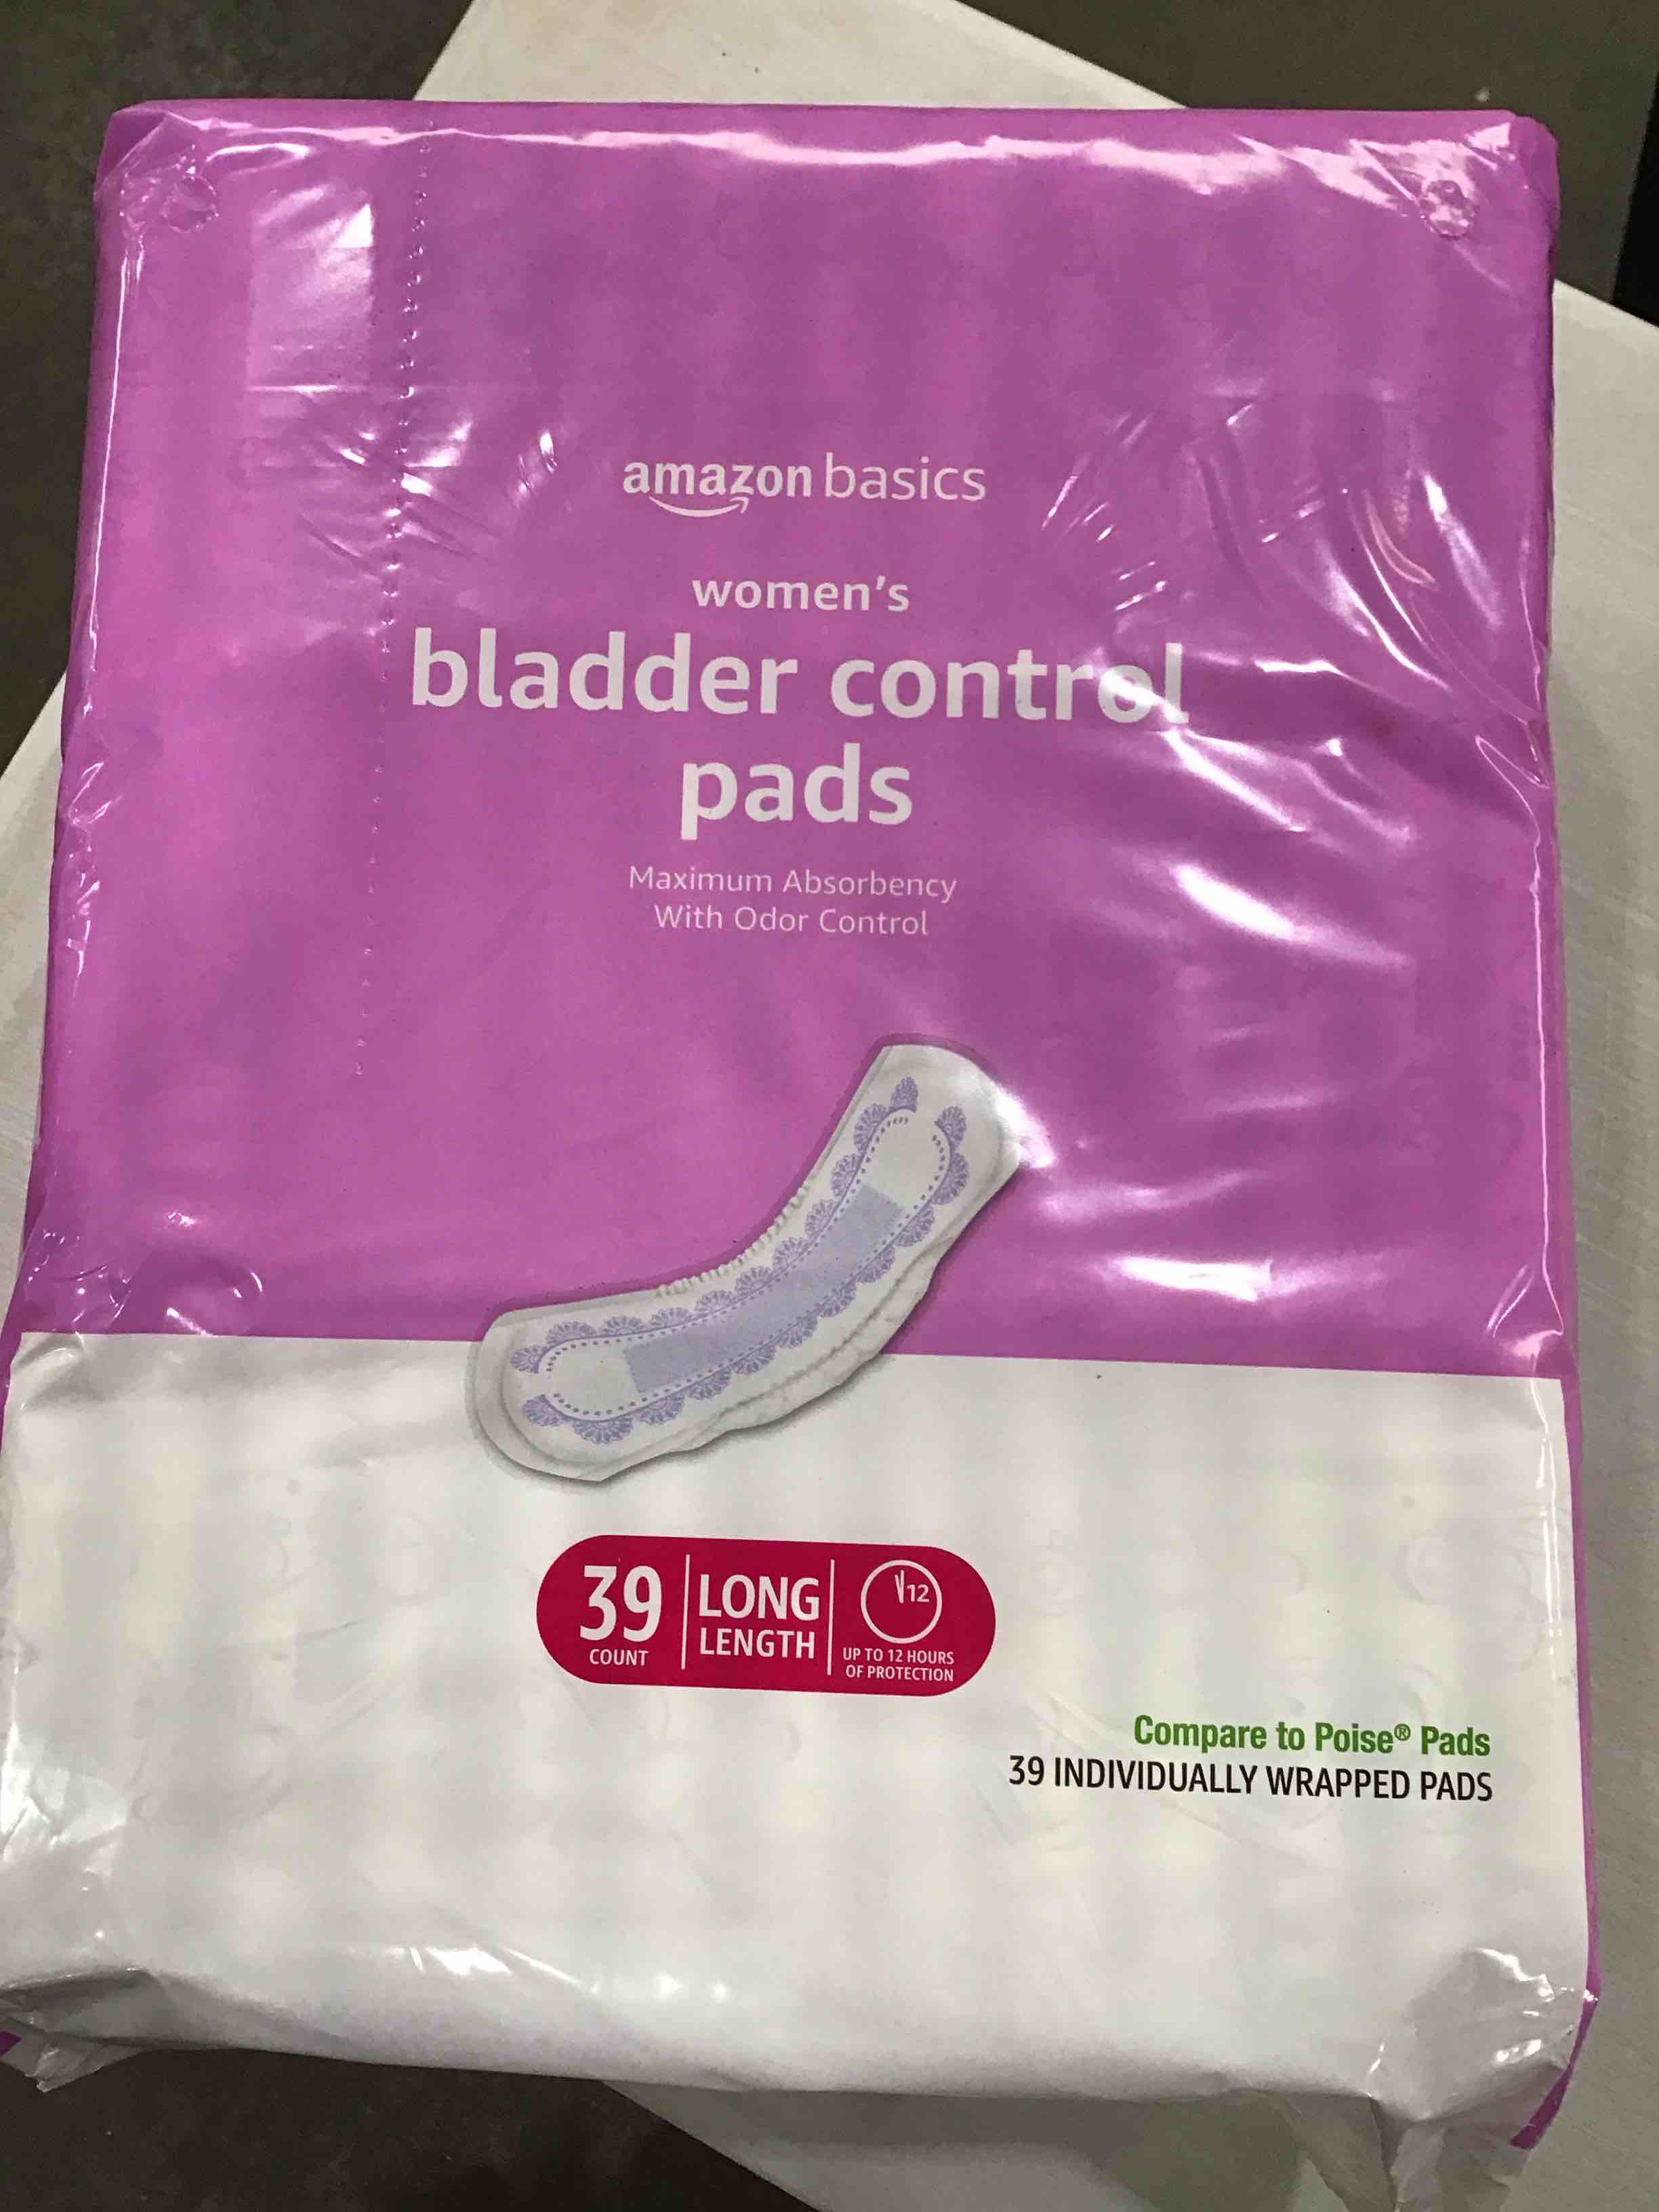 amazon basics
women's
bladder control
pads
Maximum Absorbency
With Odor Control
39
COUNT
LONG
LENGTH
12
UP TO 12 HOURS
OF PROTECTION
Compare to Poise® Pads
39 INDIVIDUALLY WRAPPED PADS